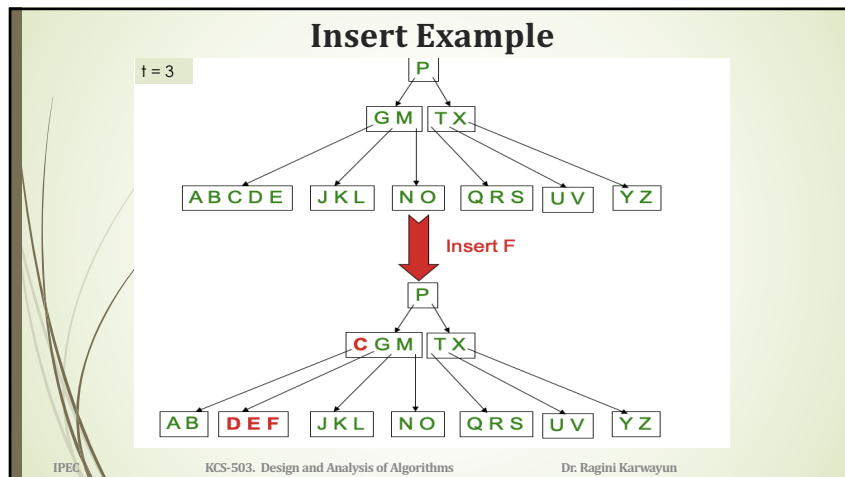 Insert Example
t = 3
P
G M T X
A B C D E J K L N O Q R S U V Y Z
Insert F
P
C G M T X
A B D E F J K L N O Q R S U V Y Z
IPEC KCS-503. Design and Analysis of Algorithms Dr. Ragini Karwayun